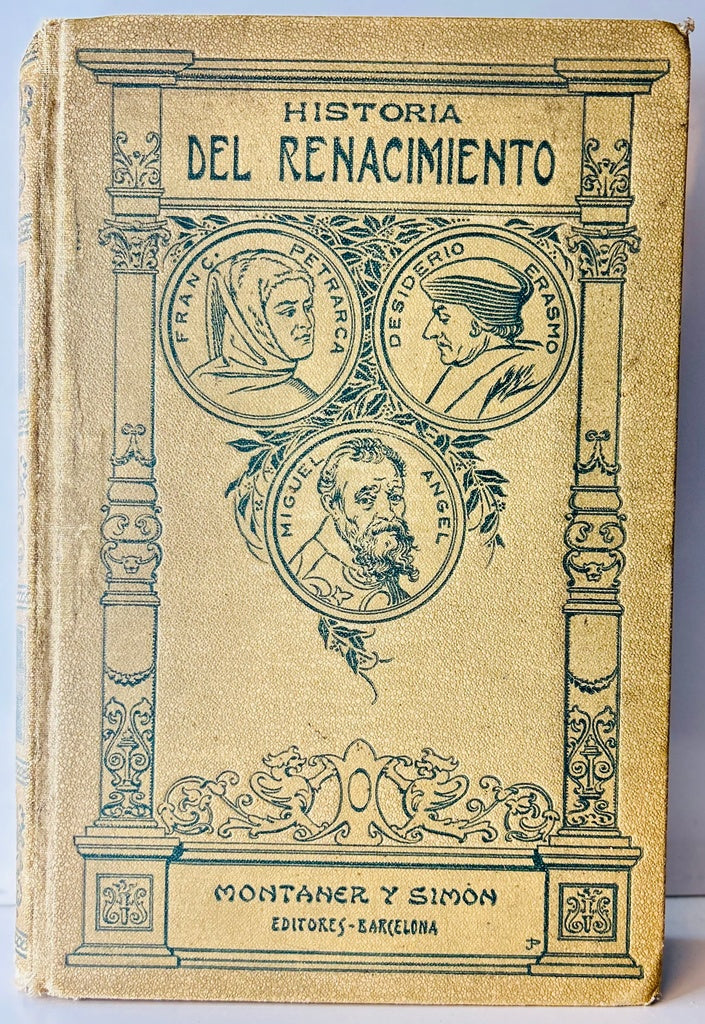 HISTORIA
DEL RENACIMIENTO
FRANC. PETRARCA
DESIDERIO ERASMO
MIGUEL ANGEL
MONTANER Y SIMÓN
EDITORES-BARCELONA